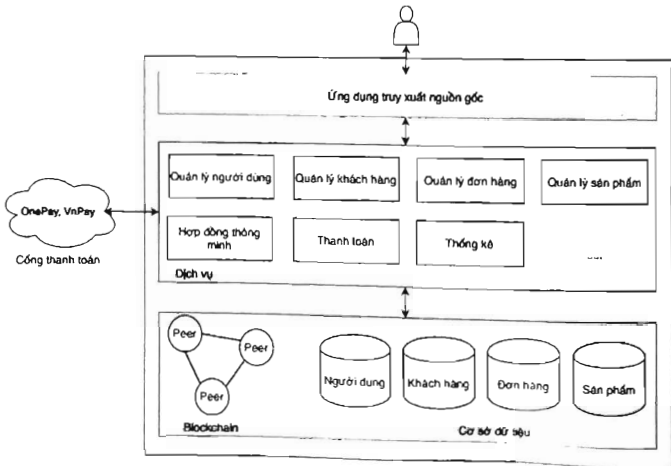 Ứng dụng truy xuất nguồn gốc
Quản lý người dùng
Quản lý khách hàng
Quản lý đơn hàng
Quản lý sản phẩm
OnePay, VnPay
Cổng thanh toán
Hợp đồng thông
minh
Thanh toán
Thống kê
Dịch vụ
Peer
Peer
Peer
Người dùng
Khách hàng
Đơn hàng
Sản phẩm
Blockchain
Cơ sở dữ liệu